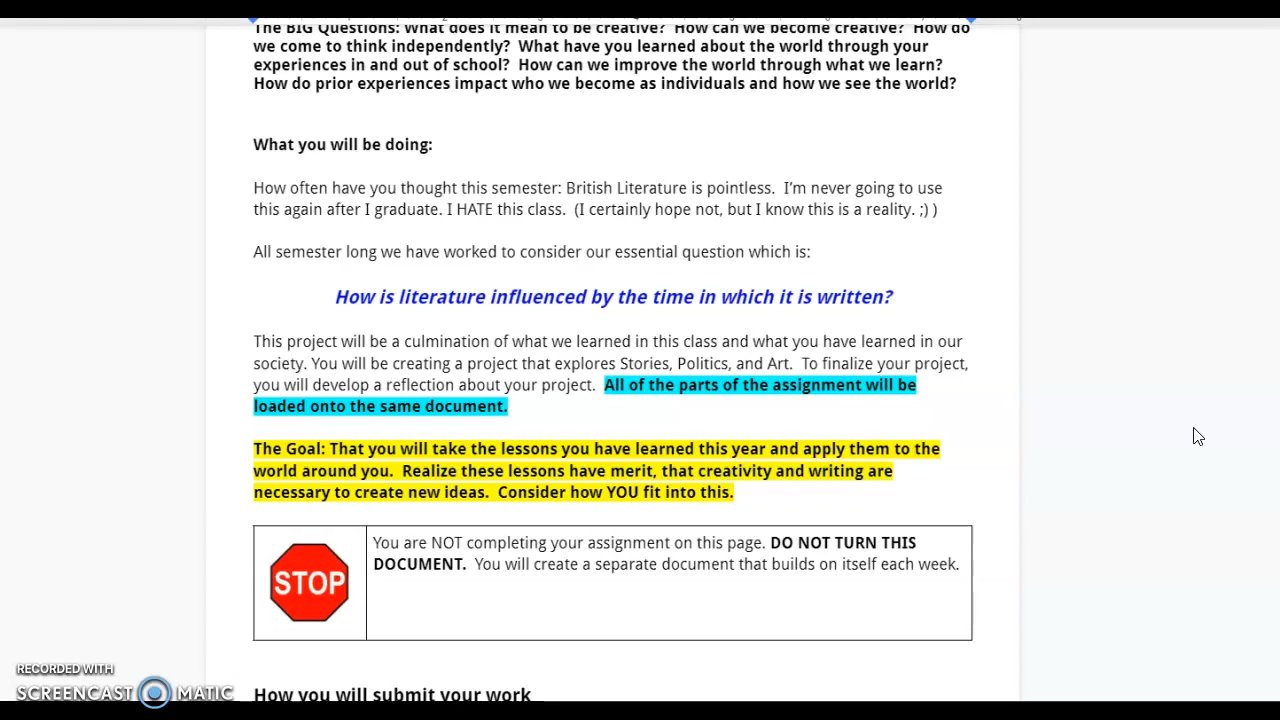 The BIG Questions: What does it mean to be creative?  How can we become creative?  How do
we come to think independently?  What have you learned about the world through your
experiences in and out of school?  How can we improve the world through what we learn?
How do prior experiences impact who we become as individuals and how we see the world?
What you will be doing:
How often have you thought this semester: British Literature is pointless.  I'm never going to use
this again after I graduate. I HATE this class.  (I certainly hope not, but I know this is a reality. ;) )
All semester long we have worked to consider our essential question which is:
How is literature influenced by the time in which it is written?
This project will be a culmination of what we learned in this class and what you have learned in our
society. You will be creating a project that explores Stories, Politics, and Art.  To finalize your project,
you will develop a reflection about your project.  All of the parts of the assignment will be
loaded onto the same document.
The Goal: That you will take the lessons you have learned this year and apply them to the
world around you.  Realize these lessons have merit, that creativity and writing are
necessary to create new ideas.  Consider how YOU fit into this.
STOP
You are NOT completing your assignment on this page. DO NOT TURN THIS
DOCUMENT.  You will create a separate document that builds on itself each week.
How you will submit your work
RECORDED WITH
SCREENCAST MATIC